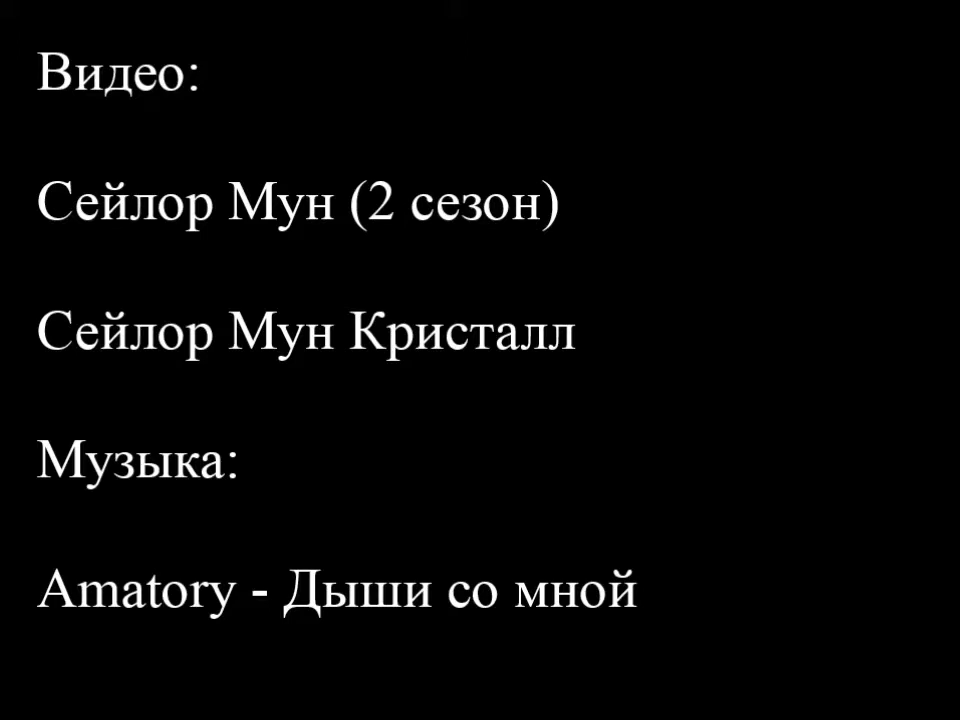 Видео:
Сейлор Мун (2 сезон)
Сейлор Мун Кристалл
Музыка:
Amatory - Дыши со мной